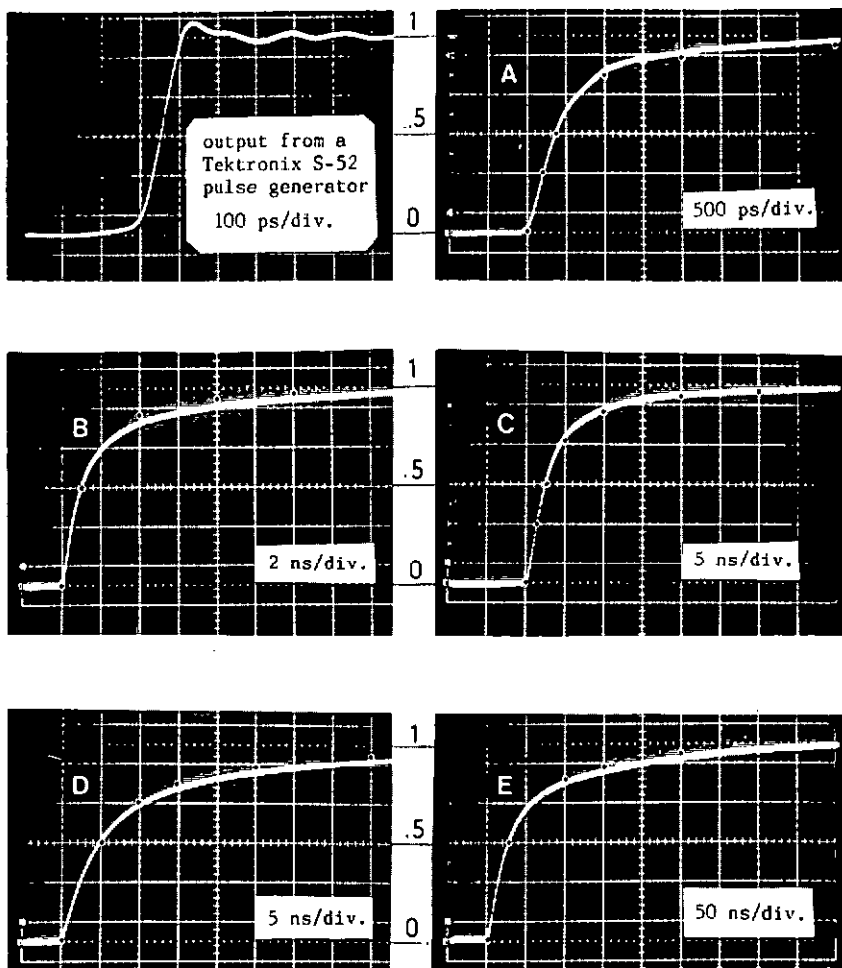 output from a
Tektronix S-52
pulse generator
100 ps/div.
1
.5
0
A
500 ps/div.
B
2 ns/div.
1
.5
0
C
5 ns/div.
D
5 ns/div.
1
.5
0
E
50 ns/div.